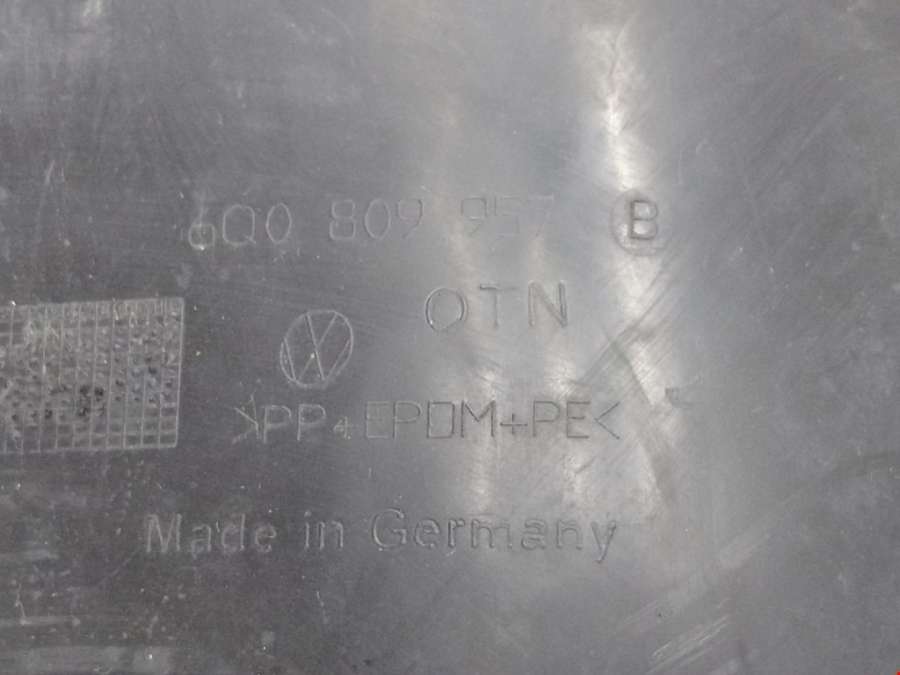 6Q0 809 957 B
OTN
>PP+EPDM+PE<
Made in Germany